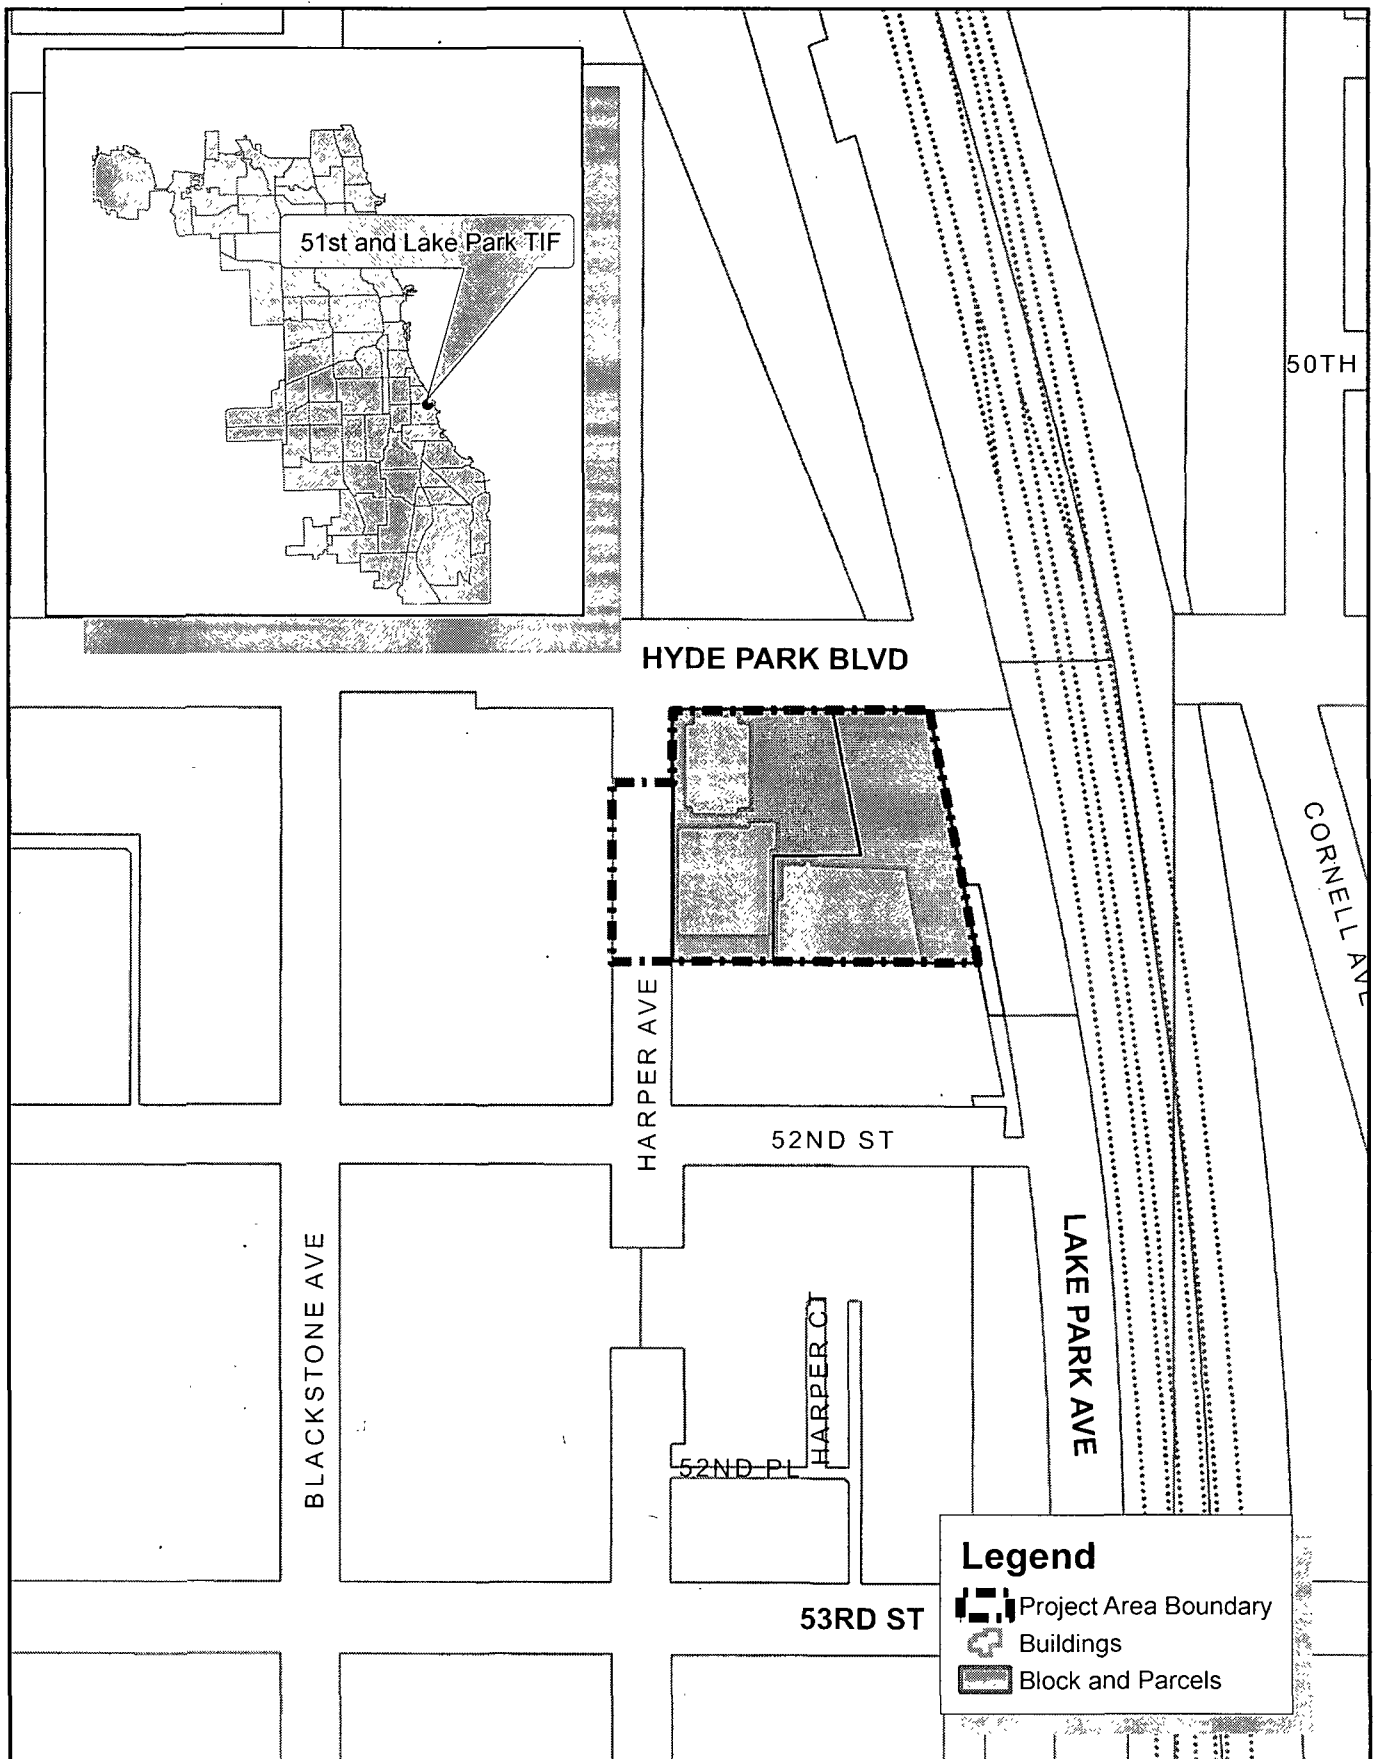 51st and Lake Park TIF
50TH
HYDE PARK BLVD
CORNELL AVE
HARPER AVE
52ND ST
BLACKSTONE AVE
LAKE PARK AVE
HARPER CT
52ND PL
53RD ST
Legend
Project Area Boundary
Buildings
Block and Parcels